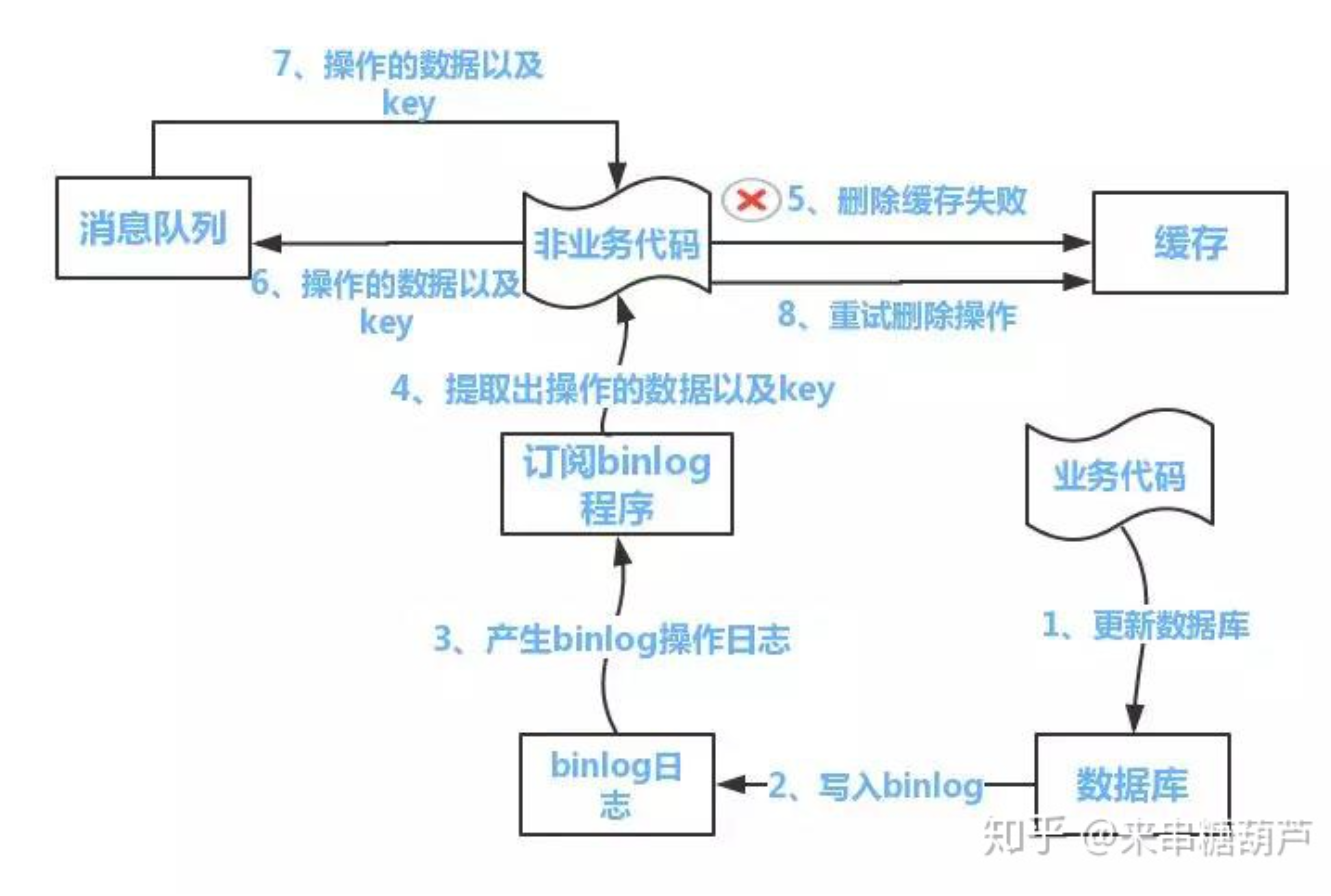 7、操作的数据以及
key
消息队列
非业务代码
5、删除缓存失败
缓存
6、操作的数据以及
key
8、重试删除操作
4、提取出操作的数据以及key
订阅binlog
程序
业务代码
3、产生binlog操作日志
1、更新数据库
binlog日
志
2、写入binlog
数据库
知乎 @来串糖葫芦